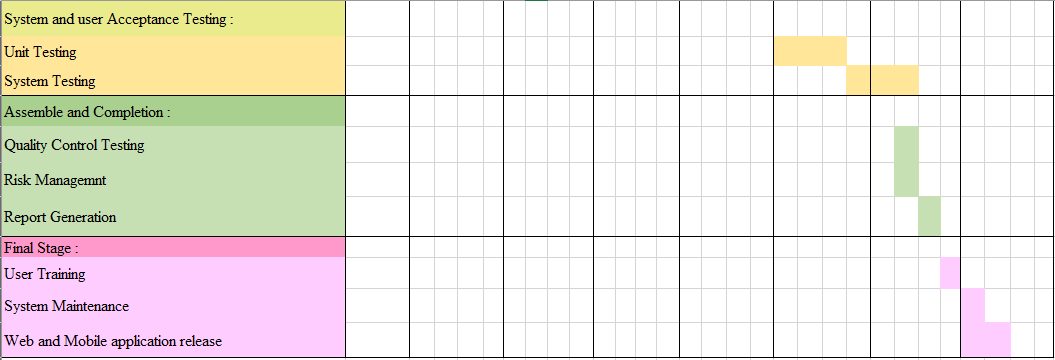 System and user Acceptance Testing :
Unit Testing
System Testing
Assemble and Completion :
Quality Control Testing
Risk Managemnt
Report Generation
Final Stage :
User Training
System Maintenance
Web and Mobile application release